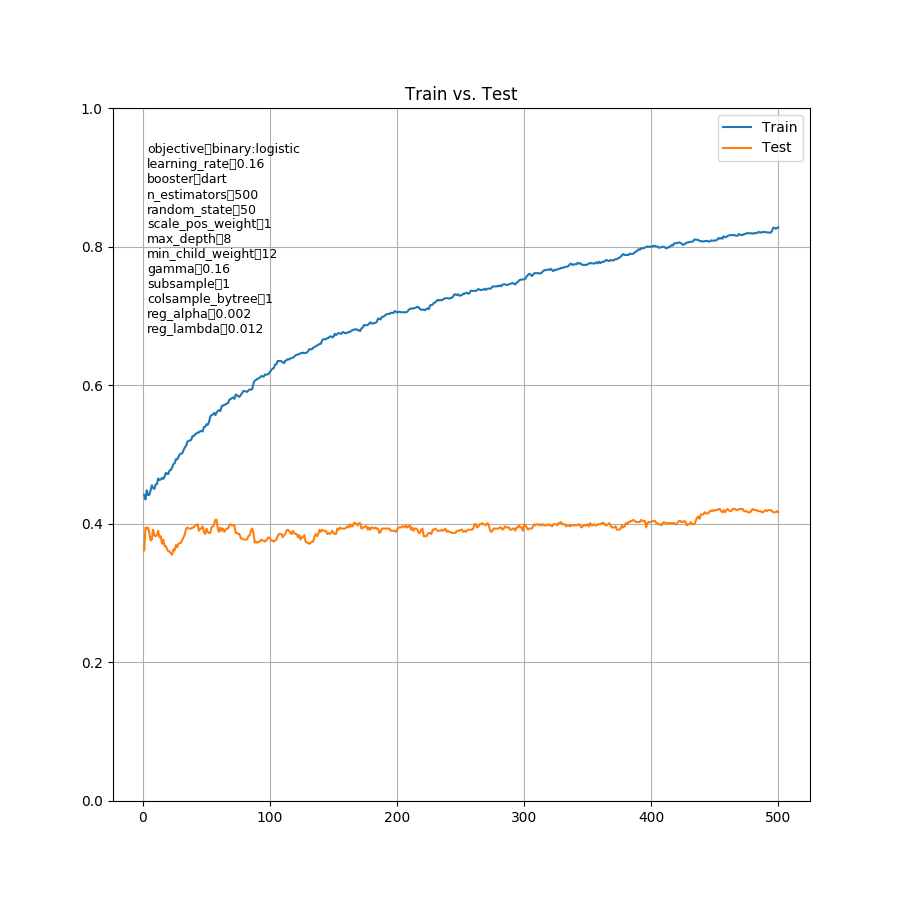 Train vs. Test
1.0
0.8
0.6
0.4
0.2
0.0
objective▯binary:logistic
learning_rate▯0.16
booster▯dart
n_estimators▯500
random_state▯50
scale_pos_weight▯1
max_depth▯8
min_child_weight▯12
gamma▯0.16
subsample▯1
colsample_bytree▯1
reg_alpha▯0.002
reg_lambda▯0.012
Train
Test
0 100 200 300 400 500